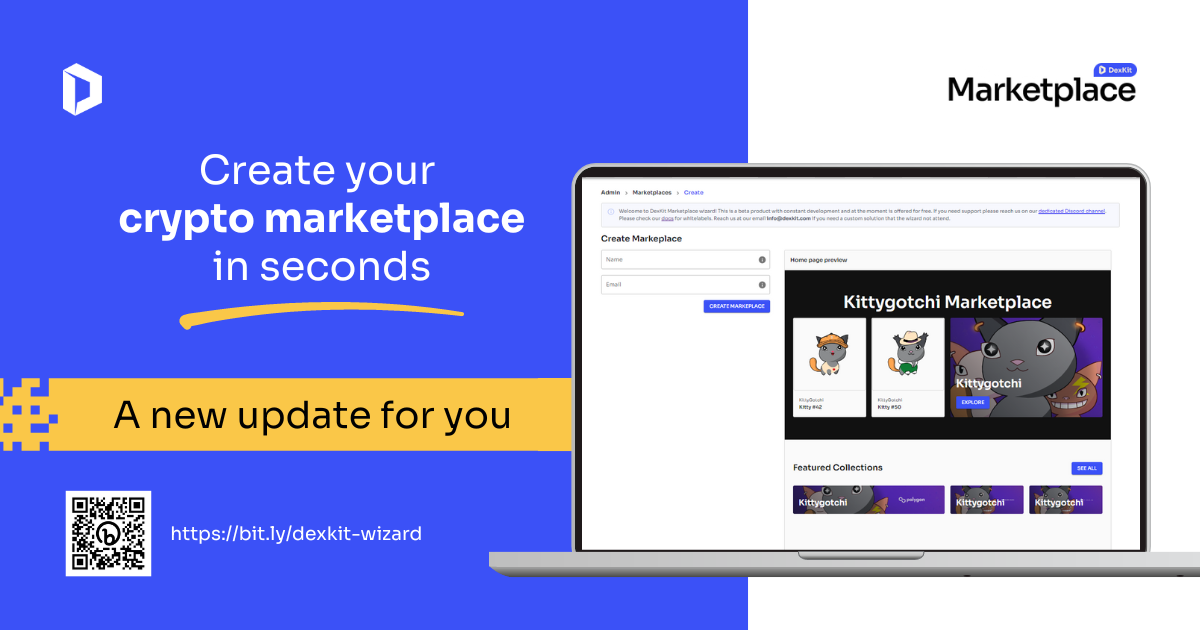 Create your
crypto marketplace
in seconds
A new update for you
https://bit.ly/dexkit-wizard
DexKit
Marketplace
Admin › Marketplaces › Create
Welcome to DexKit Marketplace wizard! This is a beta product with constant development and at the moment is offered for free. If you need support please reach us on our dedicated Discord channel.
Please check our docs for whitelabels. Reach us at our email info@dexkit.com if you need a custom solution that the wizard not attend.
Create Markeplace
Name
Email
CREATE MARKEPLACE
Home page preview
Kittygotchi Marketplace
KittyGotchi
Kitty #42
KittyGotchi
Kitty #50
Kittygotchi
EXPLORE
Featured Collections
SEE ALL
Kittygotchi
polygon
Kittygotchi
Kittygotchi